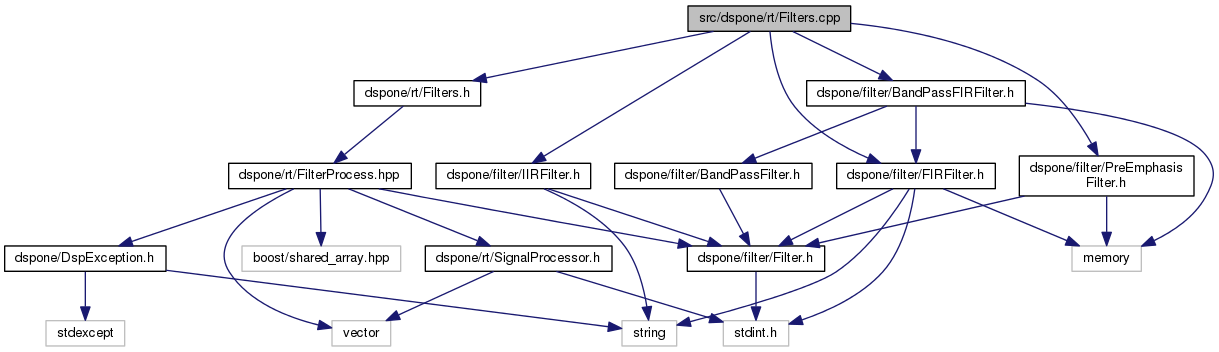 src/dspone/rt/Filters.cpp
dspone/rt/Filters.h
dspone/filter/BandPassFIRFilter.h
dspone/rt/FilterProcess.hpp
dspone/filter/IIRFilter.h
dspone/filter/BandPassFilter.h
dspone/filter/FIRFilter.h
dspone/filter/PreEmphasis
Filter.h
dspone/DspException.h
boost/shared_array.hpp
dspone/rt/SignalProcessor.h
dspone/filter/Filter.h
memory
stdexcept
vector
string
stdint.h